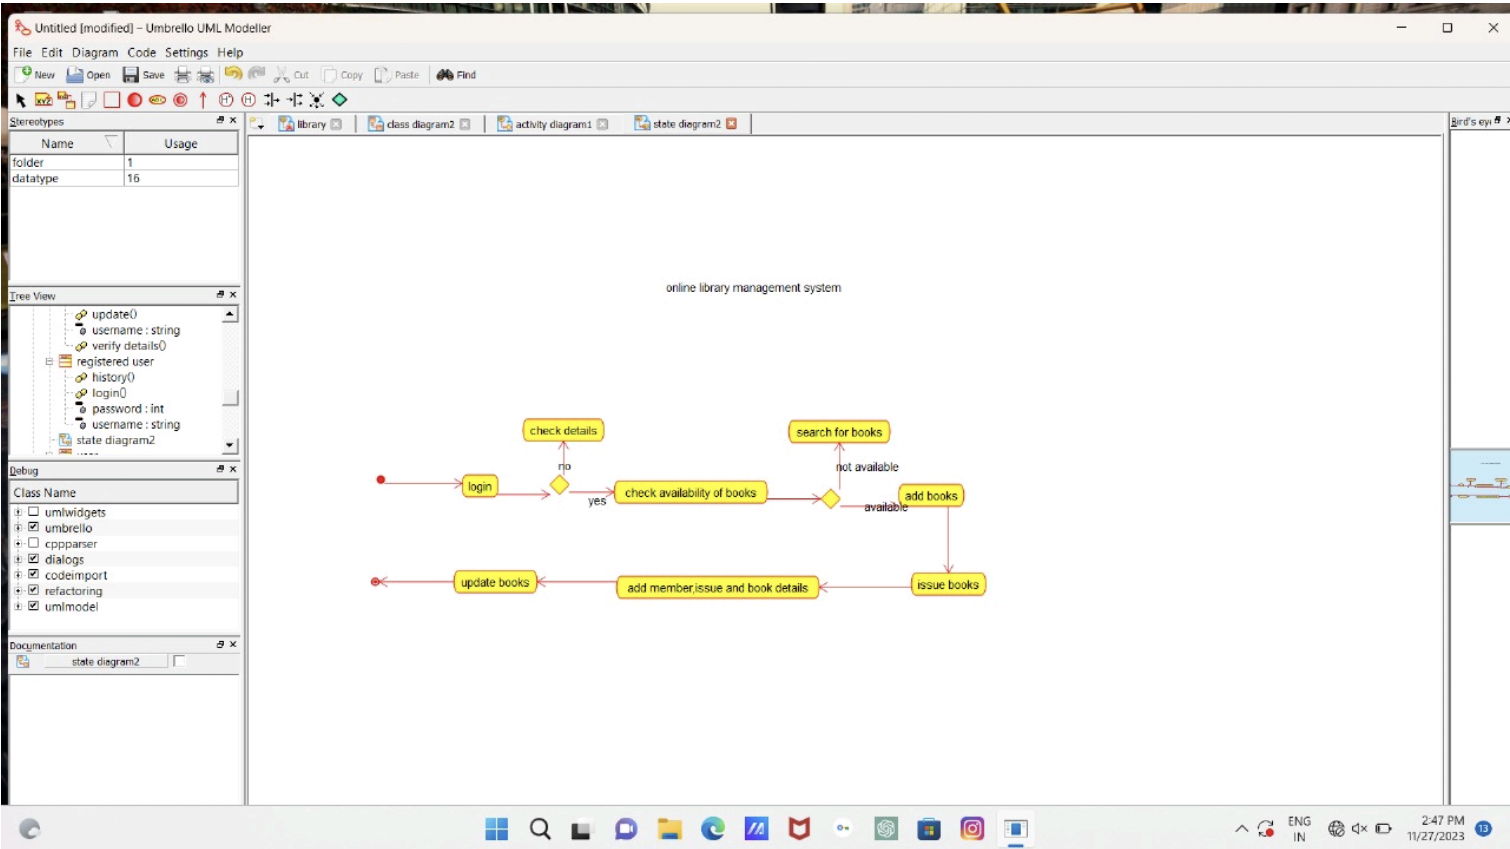 Untitled [modified] – Umbrello UML Modeller
File Edit Diagram Code Settings Help
New Open Save Cut Copy Paste Find
Stereotypes
Name Usage
folder 1
datatype 16
library class diagram2 activity diagram1 state diagram2
Bird's ey
Tree View
update()
username : string
verify details()
registered user
history()
login()
password : int
username : string
state diagram2
Debug
Class Name
umlwidgets
umbrello
cppparser
dialogs
codeimport
refactoring
umlmodel
Documentation
state diagram2
online library management system
check details
search for books
no
not available
login
yes
check availability of books
add books
available
update books
add member,issue and book details
issue books
ENG
IN
2:47 PM
11/27/2023
13